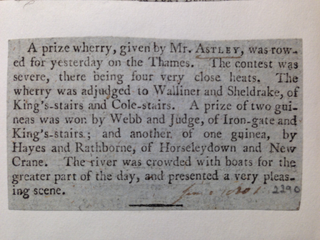 A prize wherry, given by Mr. ASTLEY, was row-
ed for yesterday on the Thames. The contest was
severe, there being four very close heats. The
wherry was adjudged to Walliner and Sheldrake, of
King's-stairs and Cole-stairs. A prize of two gui-
neas was won by Webb and Judge, of Iron-gate and
King's-stairs; and another of one guinea, by
Hayes and Rathborne, of Horseleydown and New
Crane. The river was crowded with boats for the
greater part of the day, and presented a very pleas-
ing scene.
2290